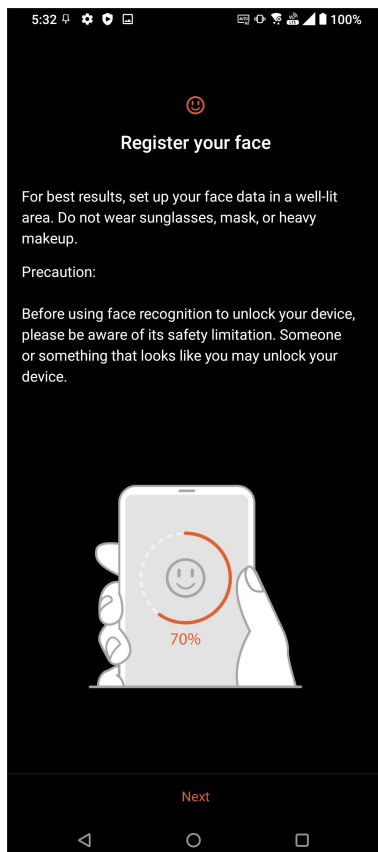 5:32
100%
Register your face
For best results, set up your face data in a well-lit
area. Do not wear sunglasses, mask, or heavy
makeup.
Precaution:
Before using face recognition to unlock your device,
please be aware of its safety limitation. Someone
or something that looks like you may unlock your
device.
70%
Next